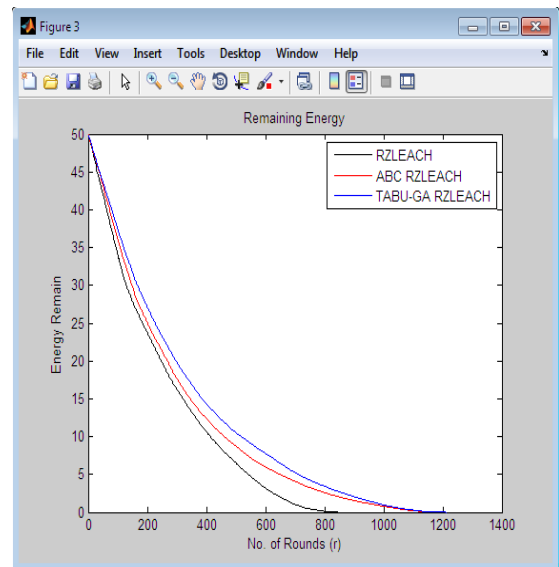 Figure 3
File Edit View Insert Tools Desktop Window Help
Remaining Energy
50
45
40
35
30
25
20
15
10
5
0
Energy Remain
RZLEACH
ABC RZLEACH
TABU-GA RZLEACH
0 200 400 600 800 1000 1200 1400
No. of Rounds (r)